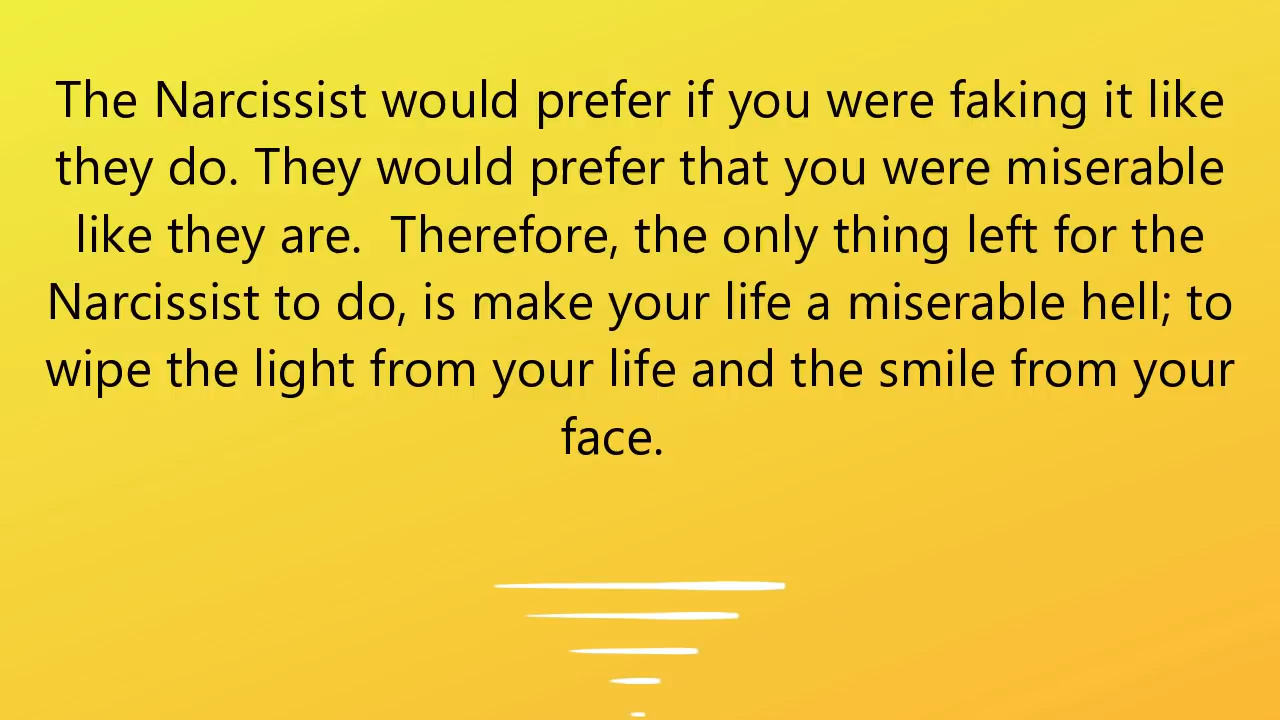 The Narcissist would prefer if you were faking it like
they do. They would prefer that you were miserable
like they are.  Therefore, the only thing left for the
Narcissist to do, is make your life a miserable hell; to
wipe the light from your life and the smile from your
face.